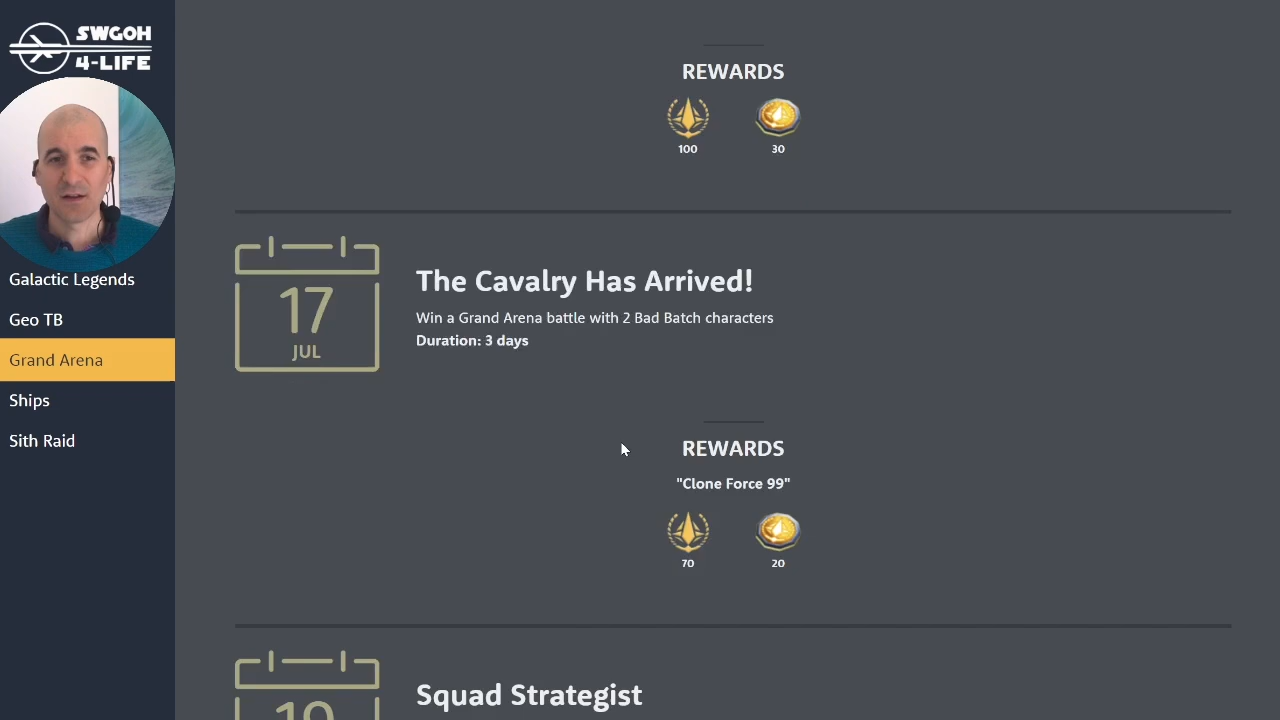 SWGOH
4-LIFE
Galactic Legends
Geo TB
Grand Arena
Ships
Sith Raid
REWARDS
100 30
17
JUL
The Cavalry Has Arrived!
Win a Grand Arena battle with 2 Bad Batch characters
Duration: 3 days
REWARDS
"Clone Force 99"
70 20
19
Squad Strategist